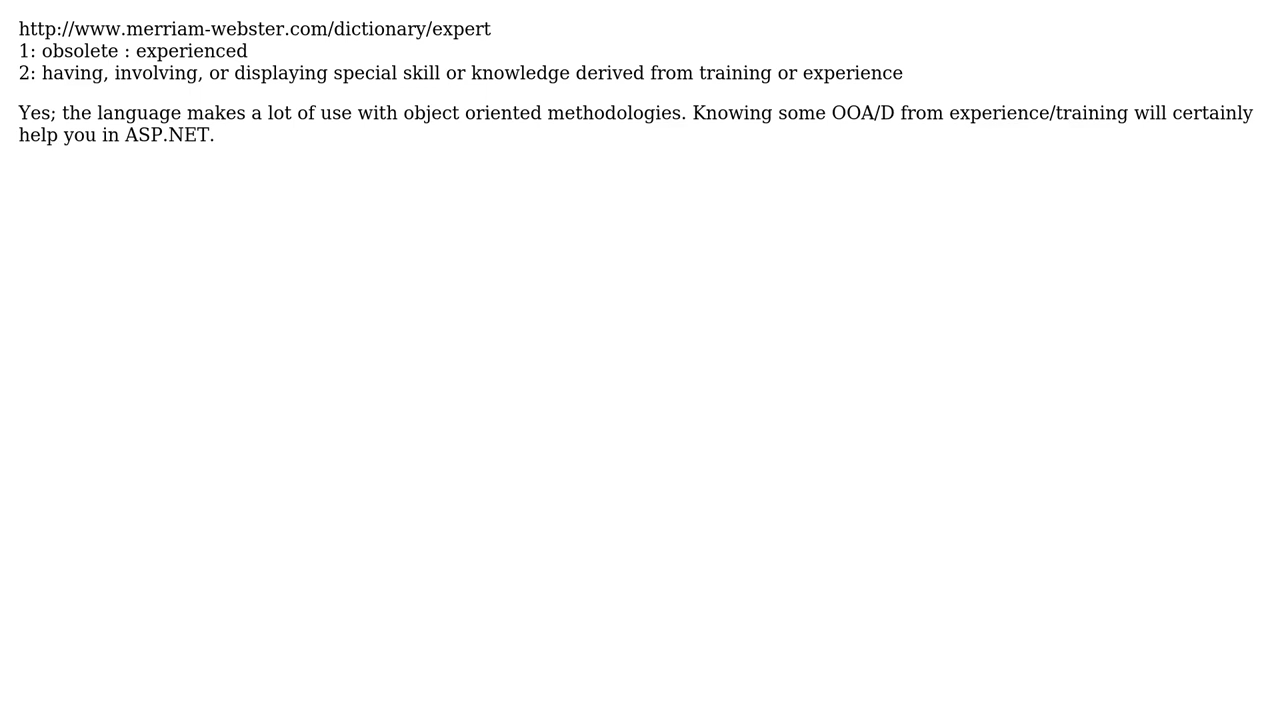 http://www.merriam-webster.com/dictionary/expert
1: obsolete : experienced
2: having, involving, or displaying special skill or knowledge derived from training or experience
Yes; the language makes a lot of use with object oriented methodologies. Knowing some OOA/D from experience/training will certainly
help you in ASP.NET.